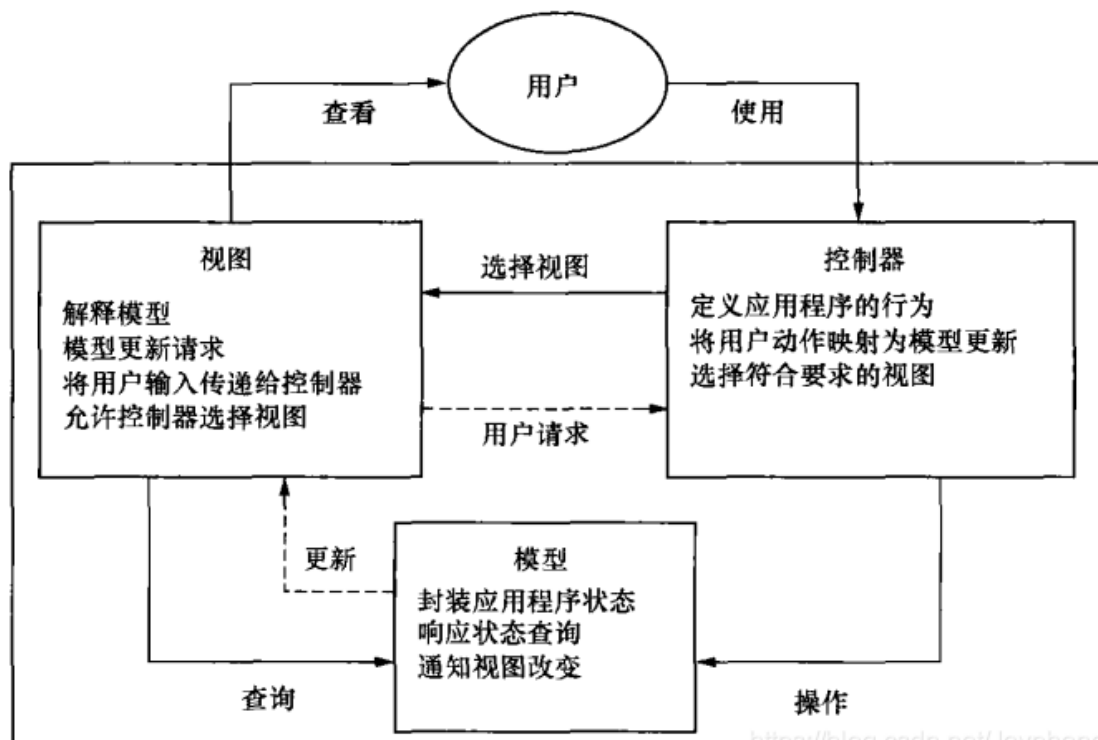 用户
查看
使用
视图
解释模型
模型更新请求
将用户输入传递给控制器
允许控制器选择视图
选择视图
用户请求
控制器
定义应用程序的行为
将用户动作映射为模型更新
选择符合要求的视图
更新
模型
封装应用程序状态
响应状态查询
通知视图改变
查询
操作